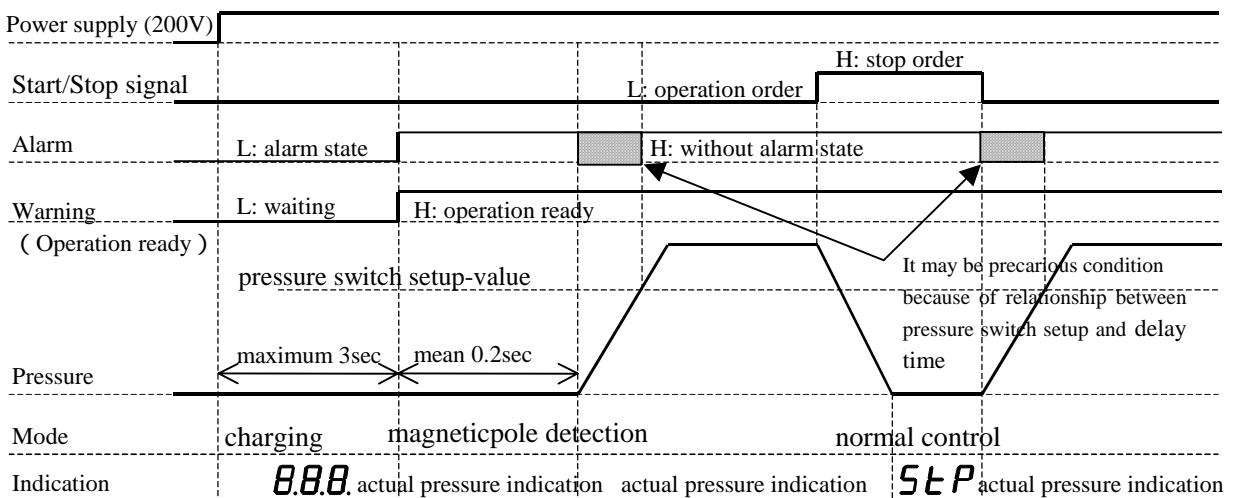 Power supply (200V)
H: stop order
Start/Stop signal
L: operation order
Alarm
L: alarm state
H: without alarm state
Warning
L: waiting
H: operation ready
(Operation ready)
pressure switch setup-value
It may be precarious condition
because of relationship between
pressure switch setup and delay
time
maximum 3sec
mean 0.2sec
Pressure
Mode
charging
magneticpole detection
normal control
Indication
8.8.8. actual pressure indication
actual pressure indication
StP actual pressure indication